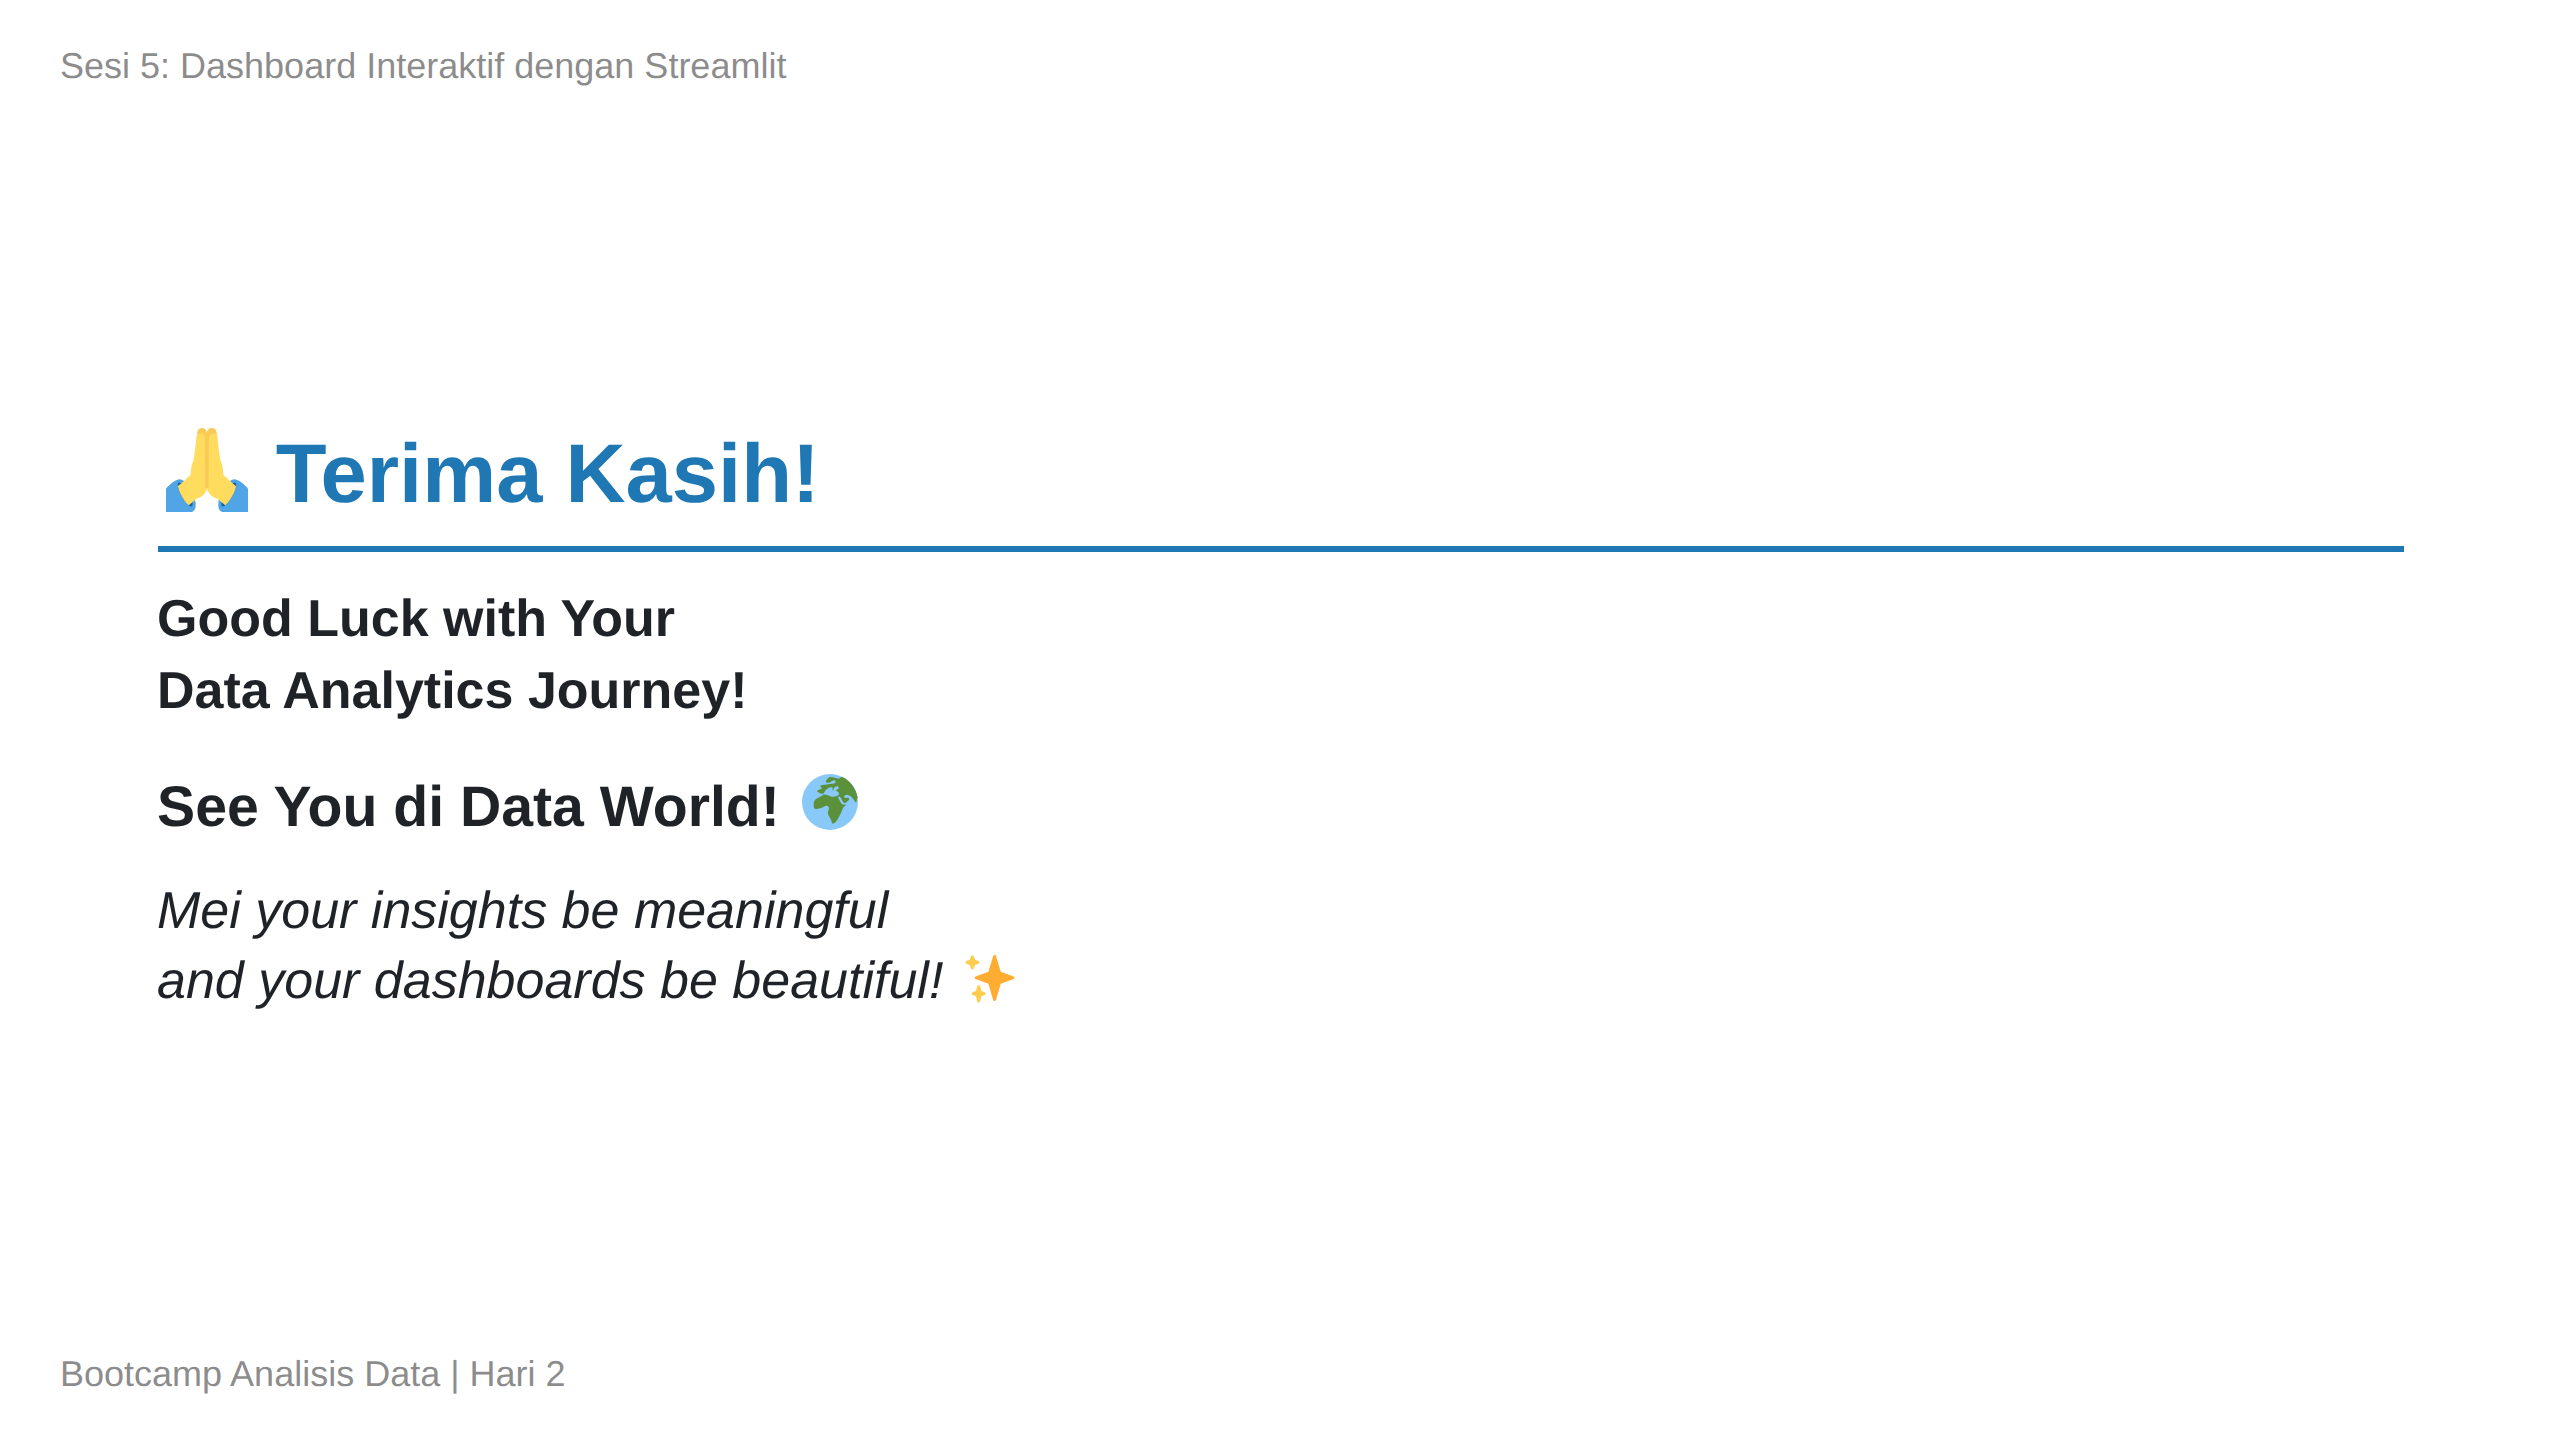 Sesi 5: Dashboard Interaktif dengan Streamlit
🙏 Terima Kasih!
Good Luck with Your
Data Analytics Journey!
See You di Data World! 🌍
Mei your insights be meaningful
and your dashboards be beautiful! ✨
Bootcamp Analisis Data | Hari 2